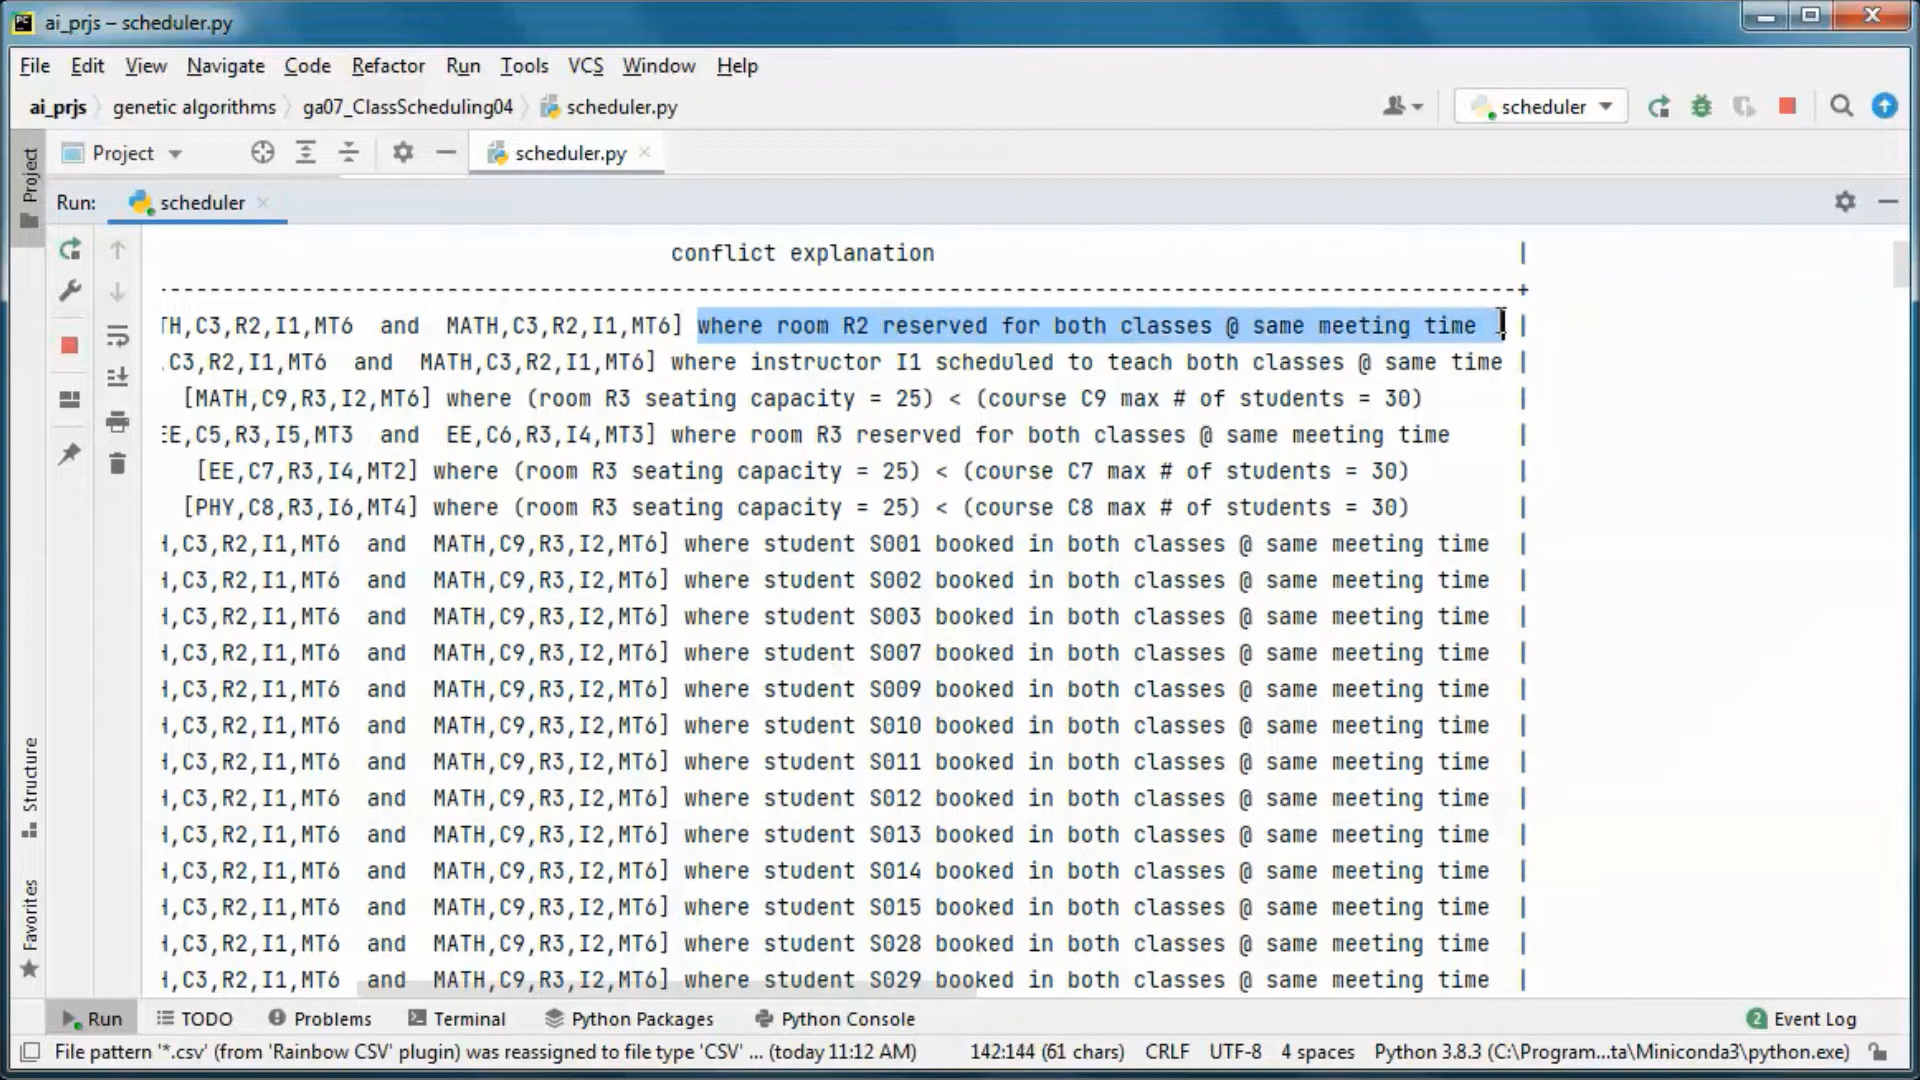 ai_prjs – scheduler.py
File Edit View Navigate Code Refactor Run Tools VCS Window Help
ai_prjs genetic algorithms ga07_ClassScheduling04 scheduler.py scheduler
Project scheduler.py
Project
Run: scheduler
conflict explanation |
-----------------------------------------------------------------------------------------------------+
TH,C3,R2,I1,MT6 and MATH,C3,R2,I1,MT6] where room R2 reserved for both classes @ same meeting time |
,C3,R2,I1,MT6 and MATH,C3,R2,I1,MT6] where instructor I1 scheduled to teach both classes @ same time |
[MATH,C9,R3,I2,MT6] where (room R3 seating capacity = 25) < (course C9 max # of students = 30) |
EE,C5,R3,I5,MT3 and EE,C6,R3,I4,MT3] where room R3 reserved for both classes @ same meeting time |
[EE,C7,R3,I4,MT2] where (room R3 seating capacity = 25) < (course C7 max # of students = 30) |
[PHY,C8,R3,I6,MT4] where (room R3 seating capacity = 25) < (course C8 max # of students = 30) |
H,C3,R2,I1,MT6 and MATH,C9,R3,I2,MT6] where student S001 booked in both classes @ same meeting time |
H,C3,R2,I1,MT6 and MATH,C9,R3,I2,MT6] where student S002 booked in both classes @ same meeting time |
H,C3,R2,I1,MT6 and MATH,C9,R3,I2,MT6] where student S003 booked in both classes @ same meeting time |
H,C3,R2,I1,MT6 and MATH,C9,R3,I2,MT6] where student S007 booked in both classes @ same meeting time |
H,C3,R2,I1,MT6 and MATH,C9,R3,I2,MT6] where student S009 booked in both classes @ same meeting time |
H,C3,R2,I1,MT6 and MATH,C9,R3,I2,MT6] where student S010 booked in both classes @ same meeting time |
H,C3,R2,I1,MT6 and MATH,C9,R3,I2,MT6] where student S011 booked in both classes @ same meeting time |
H,C3,R2,I1,MT6 and MATH,C9,R3,I2,MT6] where student S012 booked in both classes @ same meeting time |
H,C3,R2,I1,MT6 and MATH,C9,R3,I2,MT6] where student S013 booked in both classes @ same meeting time |
H,C3,R2,I1,MT6 and MATH,C9,R3,I2,MT6] where student S014 booked in both classes @ same meeting time |
H,C3,R2,I1,MT6 and MATH,C9,R3,I2,MT6] where student S015 booked in both classes @ same meeting time |
H,C3,R2,I1,MT6 and MATH,C9,R3,I2,MT6] where student S028 booked in both classes @ same meeting time |
H,C3,R2,I1,MT6 and MATH,C9,R3,I2,MT6] where student S029 booked in both classes @ same meeting time |
Structure
Favorites
Run TODO Problems Terminal Python Packages Python Console 2 Event Log
File pattern '*.csv' (from 'Rainbow CSV' plugin) was reassigned to file type 'CSV' ... (today 11:12 AM) 142:144 (61 chars) CRLF UTF-8 4 spaces Python 3.8.3 (C:\Program...ta\Miniconda3\python.exe)